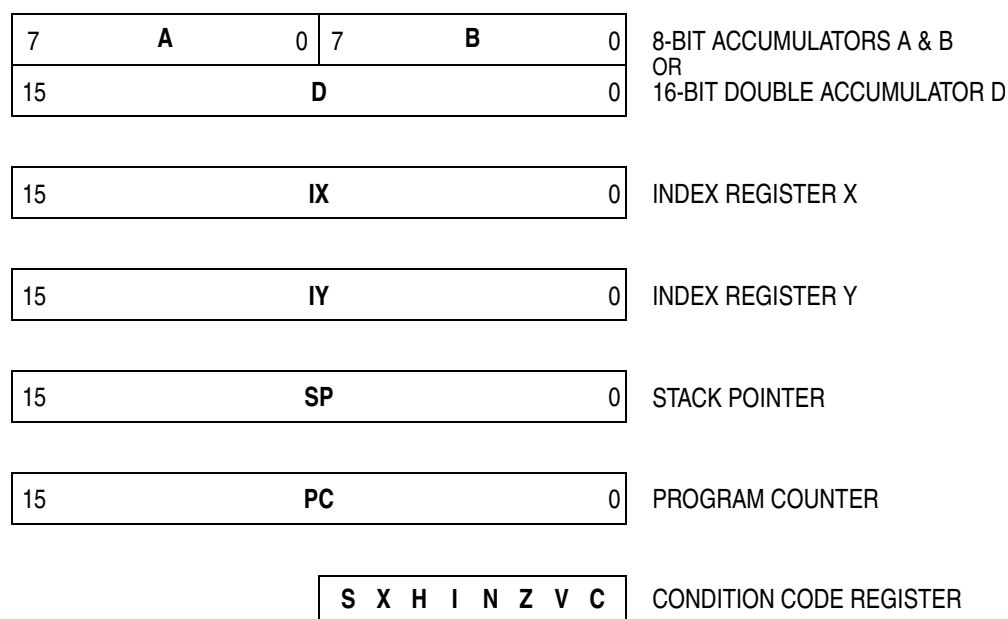 7 A 0 7 B 0 8-BIT ACCUMULATORS A & B
OR
15 D 0 16-BIT DOUBLE ACCUMULATOR D
15 IX 0 INDEX REGISTER X
15 IY 0 INDEX REGISTER Y
15 SP 0 STACK POINTER
15 PC 0 PROGRAM COUNTER
S X H I N Z V C CONDITION CODE REGISTER